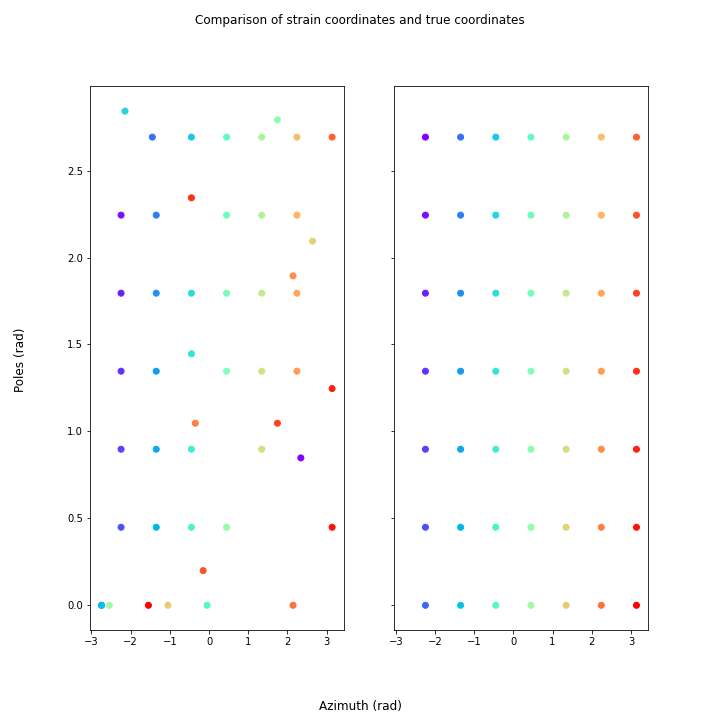 Comparison of strain coordinates and true coordinates
2.5
2.0
1.5
1.0
0.5
0.0
Poles (rad)
−3 −2 −1 0 1 2 3
−3 −2 −1 0 1 2 3
Azimuth (rad)